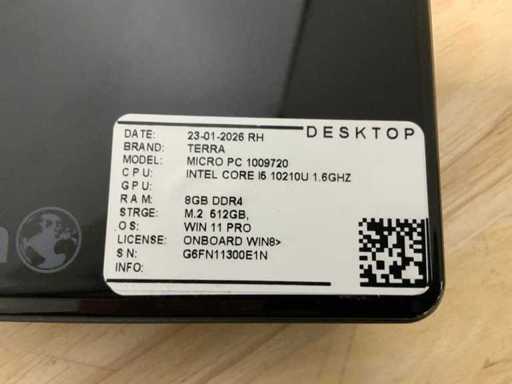 DESKTOP
DATE: 23-01-2026 RH
BRAND: TERRA
MODEL: MICRO PC 1009720
CPU: INTEL CORE I5 10210U 1.6GHZ
GPU:
RAM: 8GB DDR4
STRGE: M.2 512GB,
OS: WIN 11 PRO
LICENSE: ONBOARD WIN8>
SN: G6FN11300E1N
INFO: